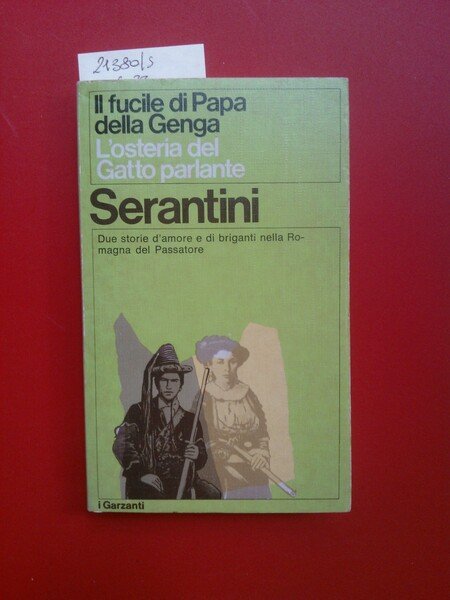 21380/s
Il fucile di Papa
della Genga
L'osteria del
Gatto parlante
Serantini
Due storie d'amore e di briganti nella Ro-
magna del Passatore
i Garzanti